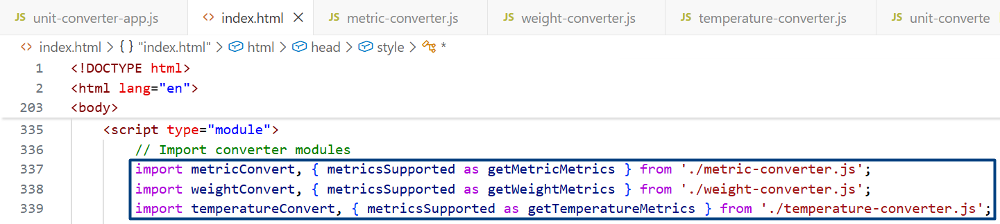 JS unit-converter-app.js <> index.html × JS metric-converter.js JS weight-converter.js JS temperature-converter.js JS unit-converte
<> index.html > { } "index.html" > html > head > style > *
1 <!DOCTYPE html>
2 <html lang="en">
203 <body>
335 <script type="module">
336 // Import converter modules
337 import metricConvert, { metricsSupported as getMetricMetrics } from './metric-converter.js';
338 import weightConvert, { metricsSupported as getWeightMetrics } from './weight-converter.js';
339 import temperatureConvert, { metricsSupported as getTemperatureMetrics } from './temperature-converter.js';